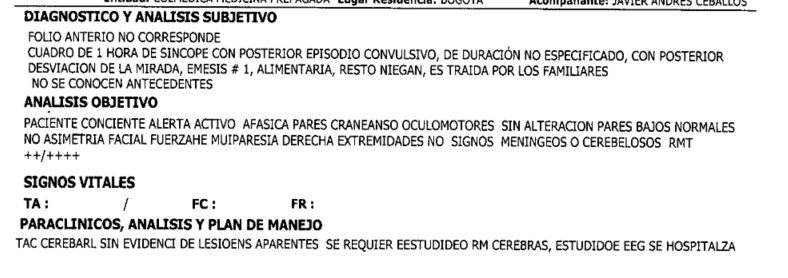 Entidad: COLMEDICA MEDICINA PREPAGADA Lugar Residencia: BOGOTA Acompañante: JAVIER ANDRES CEBALLOS
DIAGNOSTICO Y ANALISIS SUBJETIVO
FOLIO ANTERIO NO CORRESPONDE
CUADRO DE 1 HORA DE SINCOPE CON POSTERIOR EPISODIO CONVULSIVO, DE DURACIÓN NO ESPECIFICADO, CON POSTERIOR
DESVIACION DE LA MIRADA, EMESIS # 1, ALIMENTARIA, RESTO NIEGAN, ES TRAIDA POR LOS FAMILIARES
NO SE CONOCEN ANTECEDENTES
ANALISIS OBJETIVO
PACIENTE CONCIENTE ALERTA ACTIVO AFASICA PARES CRANEANSO OCULOMOTORES SIN ALTERACION PARES BAJOS NORMALES
NO ASIMETRIA FACIAL FUERZAHE MUIPARESIA DERECHA EXTREMIDADES NO SIGNOS MENINGEOS O CEREBELOSOS RMT
++/++++
SIGNOS VITALES
TA : / FC : FR :
PARACLINICOS, ANALISIS Y PLAN DE MANEJO
TAC CEREBARL SIN EVIDENCI DE LESIOENS APARENTES SE REQUIER EESTUDIDEO RM CEREBRAS, ESTUDIDOE EEG SE HOSPITALZA